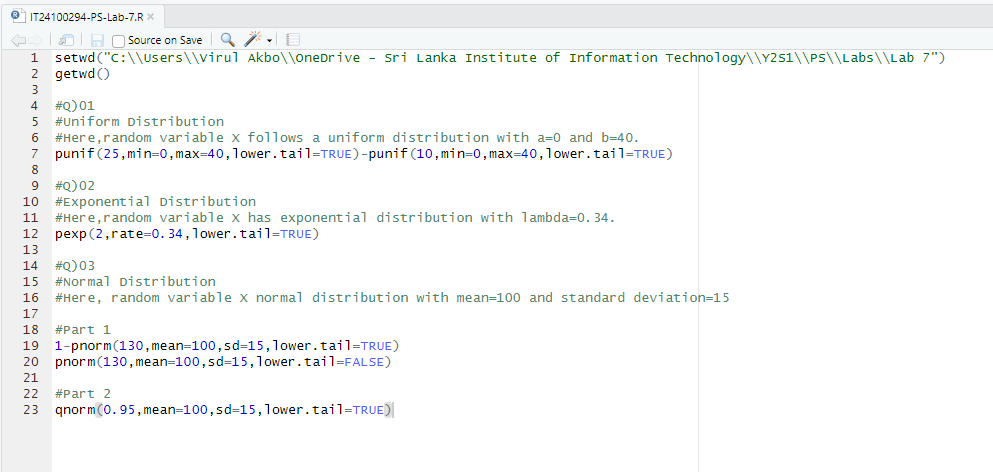 IT24100294-PS-Lab-7.R
Source on Save
1 setwd("C:\\Users\\Virul Akbo\\OneDrive - Sri Lanka Institute of Information Technology\\Y2S1\\PS\\Labs\\Lab 7")
2 getwd()
3
4 #Q)01
5 #Uniform Distribution
6 #Here,random variable X follows a uniform distribution with a=0 and b=40.
7 punif(25,min=0,max=40,lower.tail=TRUE)-punif(10,min=0,max=40,lower.tail=TRUE)
8
9 #Q)02
10 #Exponential Distribution
11 #Here,random variable X has exponential distribution with lambda=0.34.
12 pexp(2,rate=0.34,lower.tail=TRUE)
13
14 #Q)03
15 #Normal Distribution
16 #Here, random variable X normal distribution with mean=100 and standard deviation=15
17
18 #Part 1
19 1-pnorm(130,mean=100,sd=15,lower.tail=TRUE)
20 pnorm(130,mean=100,sd=15,lower.tail=FALSE)
21
22 #Part 2
23 qnorm(0.95,mean=100,sd=15,lower.tail=TRUE)